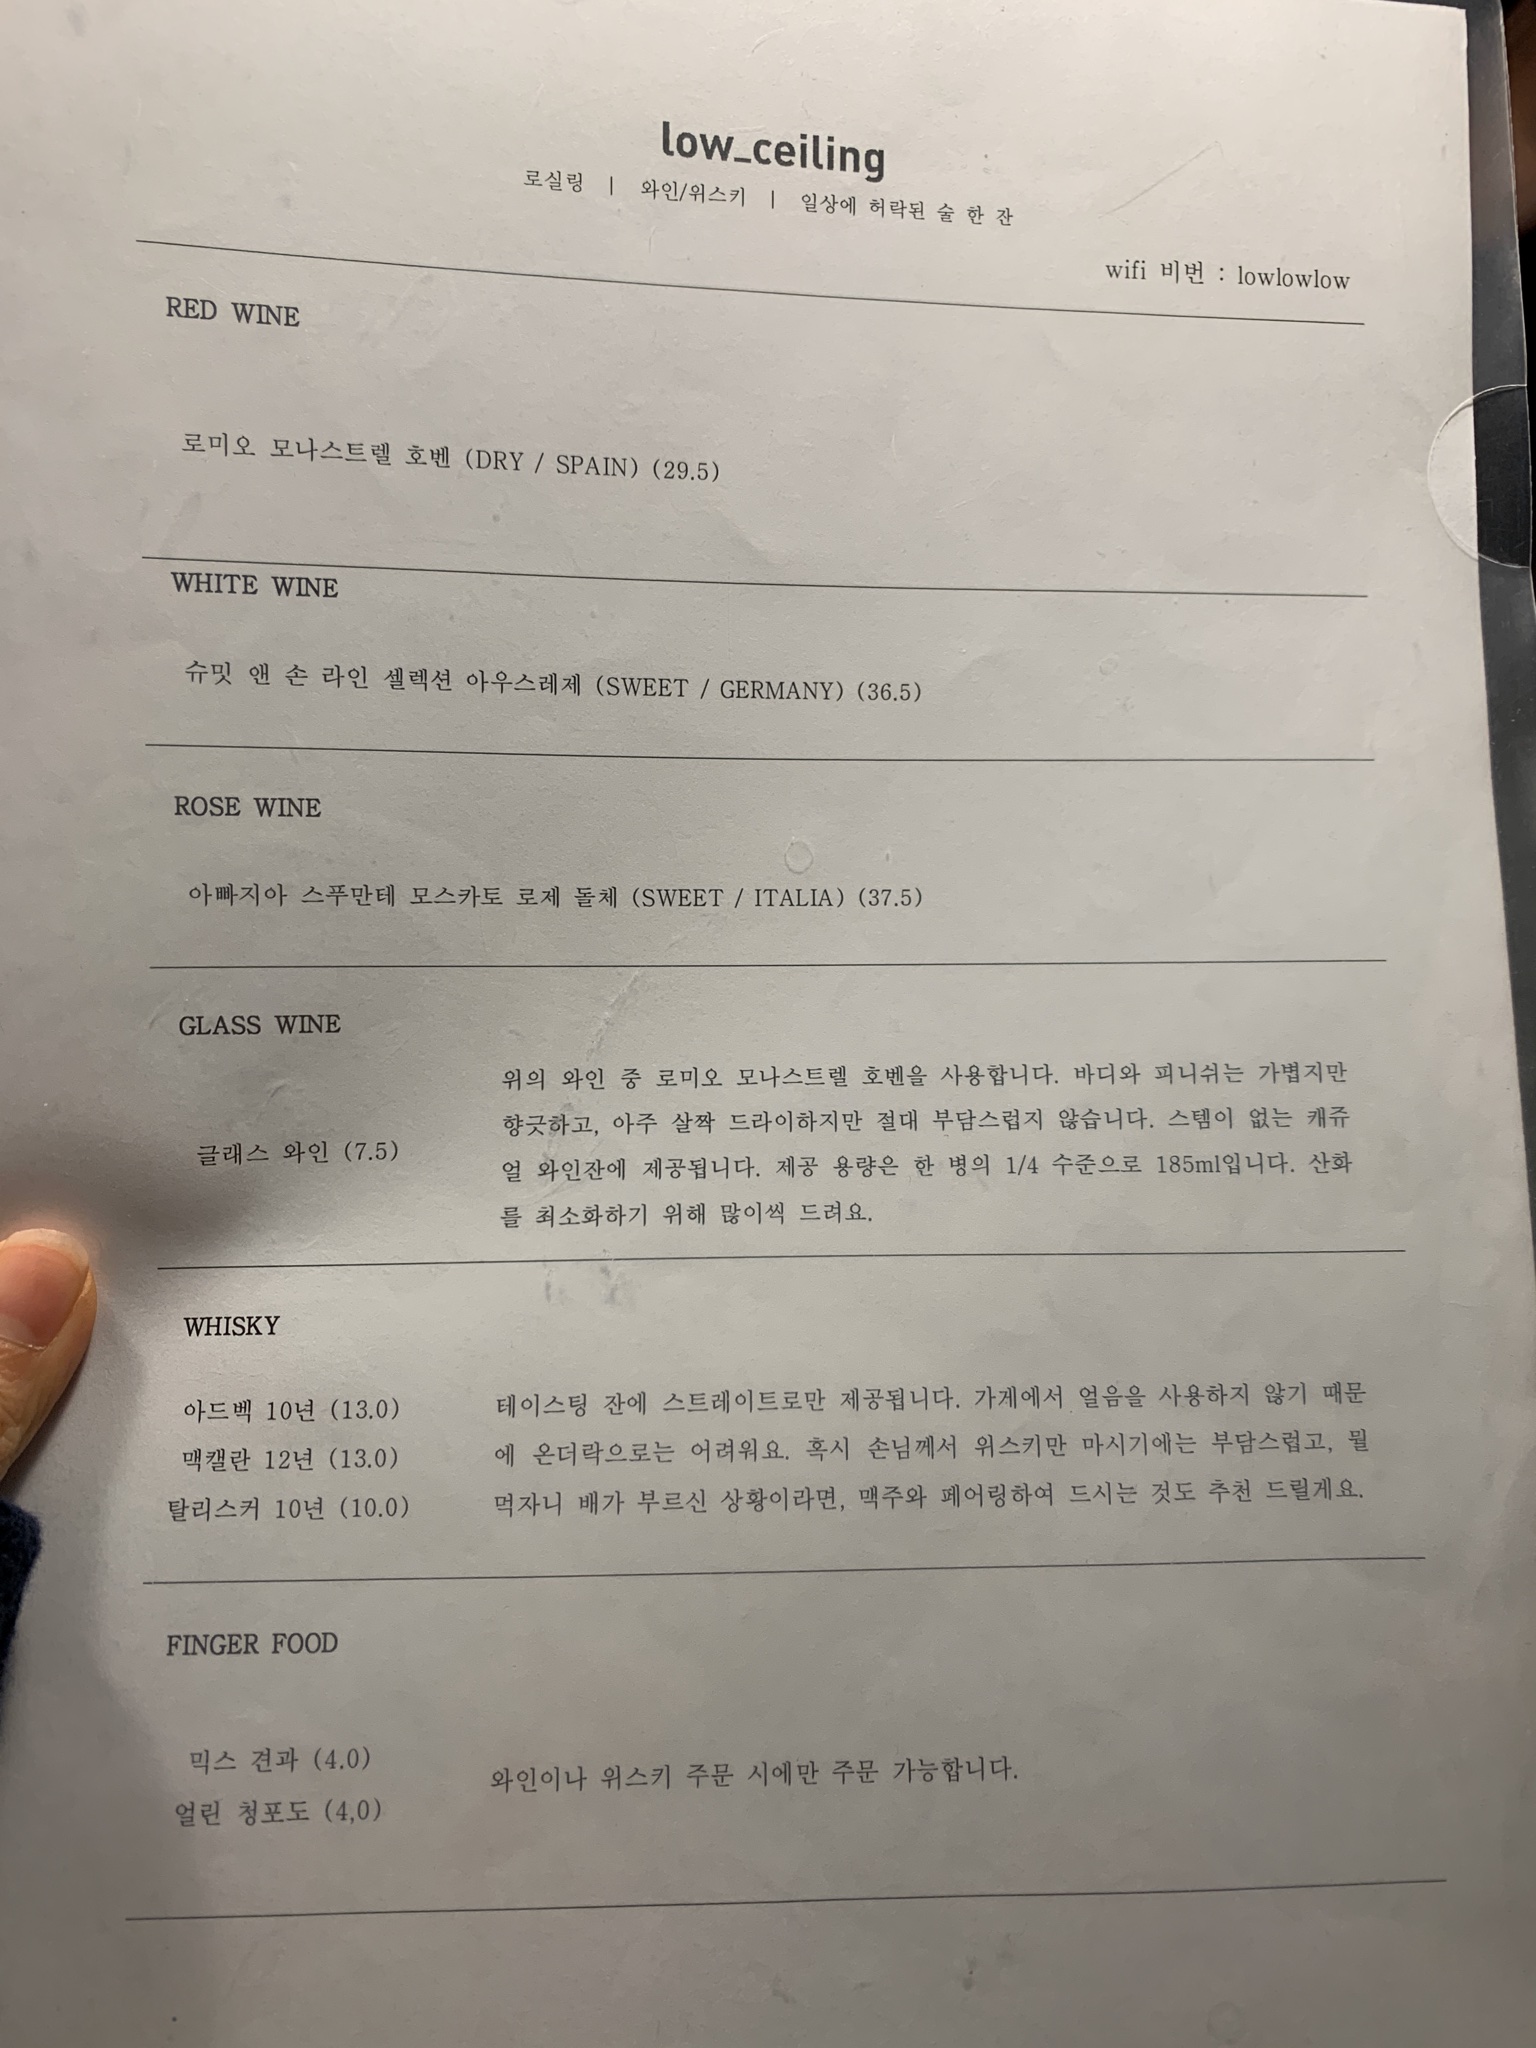 low_ceiling
로실링 | 와인/위스키 | 일상에 허락된 술 한 잔
wifi 비번 : lowlowlow
RED WINE
로미오 모나스트렐 호벤 (DRY / SPAIN) (29.5)
WHITE WINE
슈밋 앤 손 라인 셀렉션 아우스레제 (SWEET / GERMANY) (36.5)
ROSE WINE
아빠지아 스푸만테 모스카토 로제 돌체 (SWEET / ITALIA) (37.5)
GLASS WINE
글래스 와인 (7.5)
위의 와인 중 로미오 모나스트렐 호벤을 사용합니다. 바디와 피니쉬는 가볍지만
향긋하고, 아주 살짝 드라이하지만 절대 부담스럽지 않습니다. 스템이 없는 캐쥬
얼 와인잔에 제공됩니다. 제공 용량은 한 병의 1/4 수준으로 185ml입니다. 산화
를 최소화하기 위해 많이씩 드려요.
WHISKY
아드벡 10년 (13.0)
맥캘란 12년 (13.0)
탈리스커 10년 (10.0)
테이스팅 잔에 스트레이트로만 제공됩니다. 가게에서 얼음을 사용하지 않기 때문
에 온더락으로는 어려워요. 혹시 손님께서 위스키만 마시기에는 부담스럽고, 뭘
먹자니 배가 부르신 상황이라면, 맥주와 페어링하여 드시는 것도 추천 드릴게요.
FINGER FOOD
믹스 견과 (4.0)
얼린 청포도 (4,0)
와인이나 위스키 주문 시에만 주문 가능합니다.